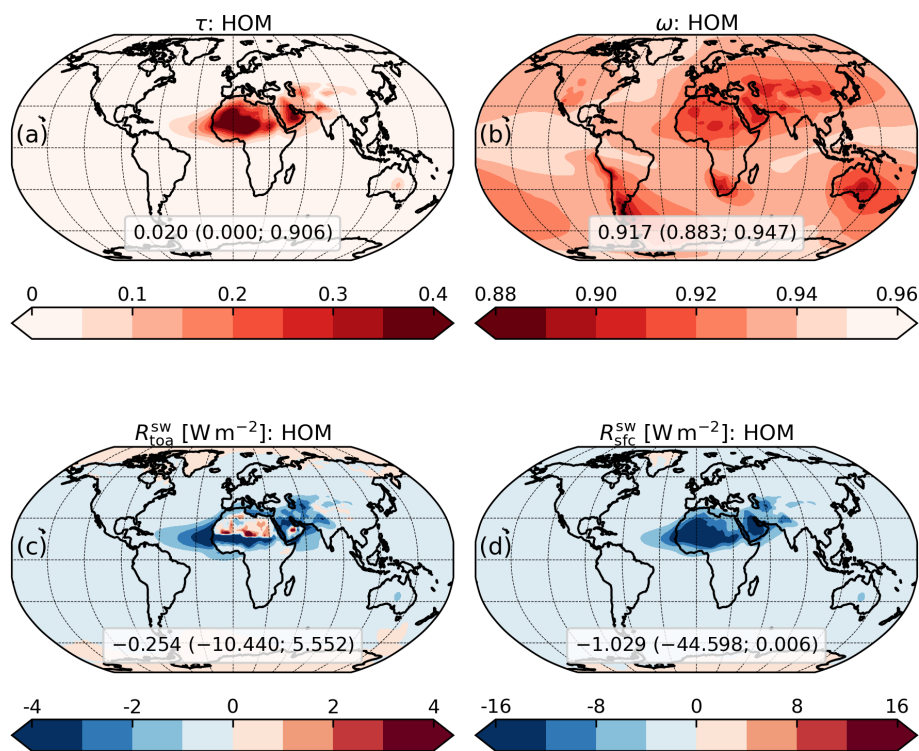 τ: HOM
ω: HOM
(a)
(b)
0.020 (0.000; 0.906)
0.917 (0.883; 0.947)
0 0.1 0.2 0.3 0.4
0.88 0.90 0.92 0.94 0.96
R^sw_toa [W m⁻²]: HOM
R^sw_sfc [W m⁻²]: HOM
(c)
(d)
−0.254 (−10.440; 5.552)
−1.029 (−44.598; 0.006)
-4 -2 0 2 4
-16 -8 0 8 16